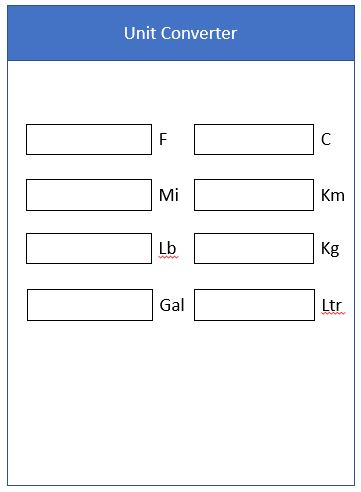 Unit Converter
F C
Mi Km
Lb Kg
Gal Ltr